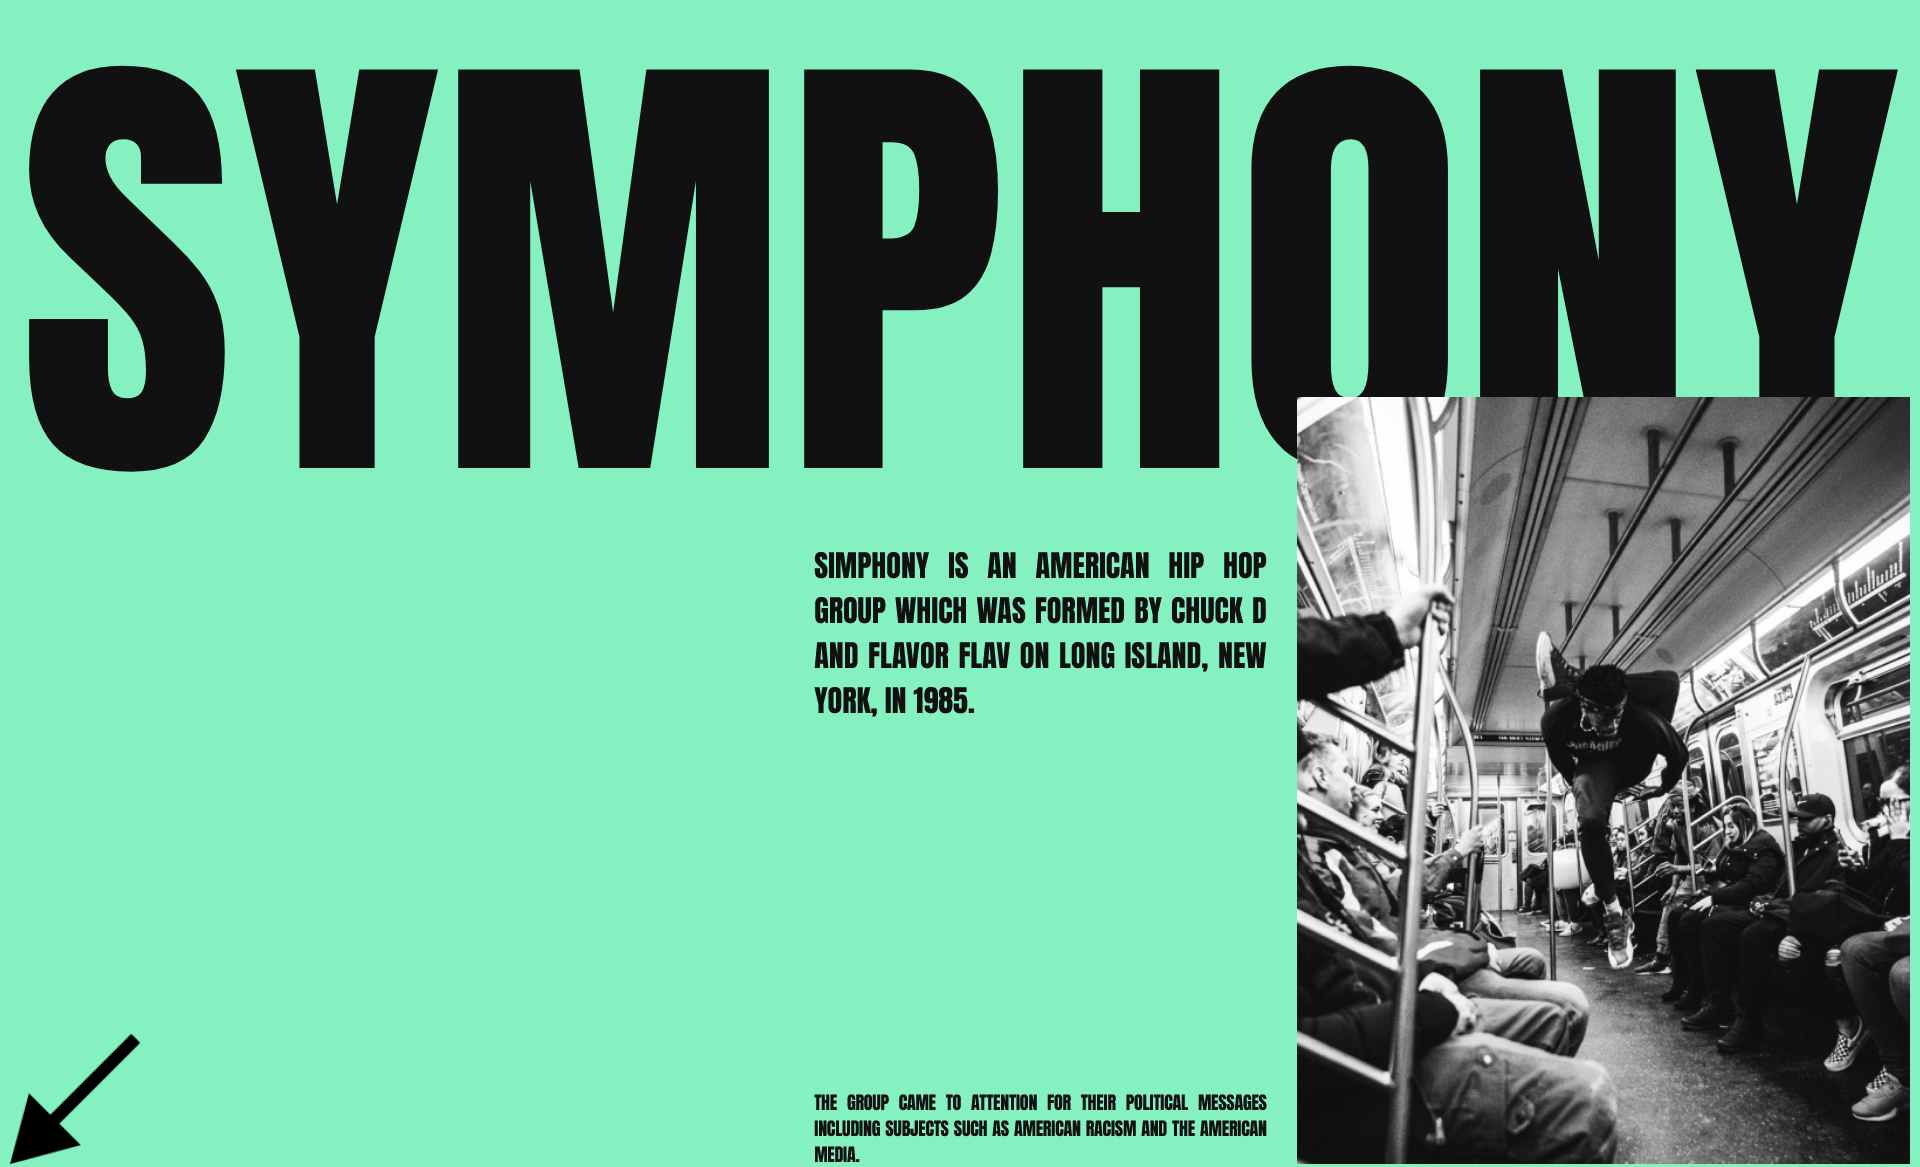 SYMPHONY
SIMPHONY IS AN AMERICAN HIP HOP
GROUP WHICH WAS FORMED BY CHUCK D
AND FLAVOR FLAV ON LONG ISLAND, NEW
YORK, IN 1985.
THE GROUP CAME TO ATTENTION FOR THEIR POLITICAL MESSAGES
INCLUDING SUBJECTS SUCH AS AMERICAN RACISM AND THE AMERICAN
MEDIA.